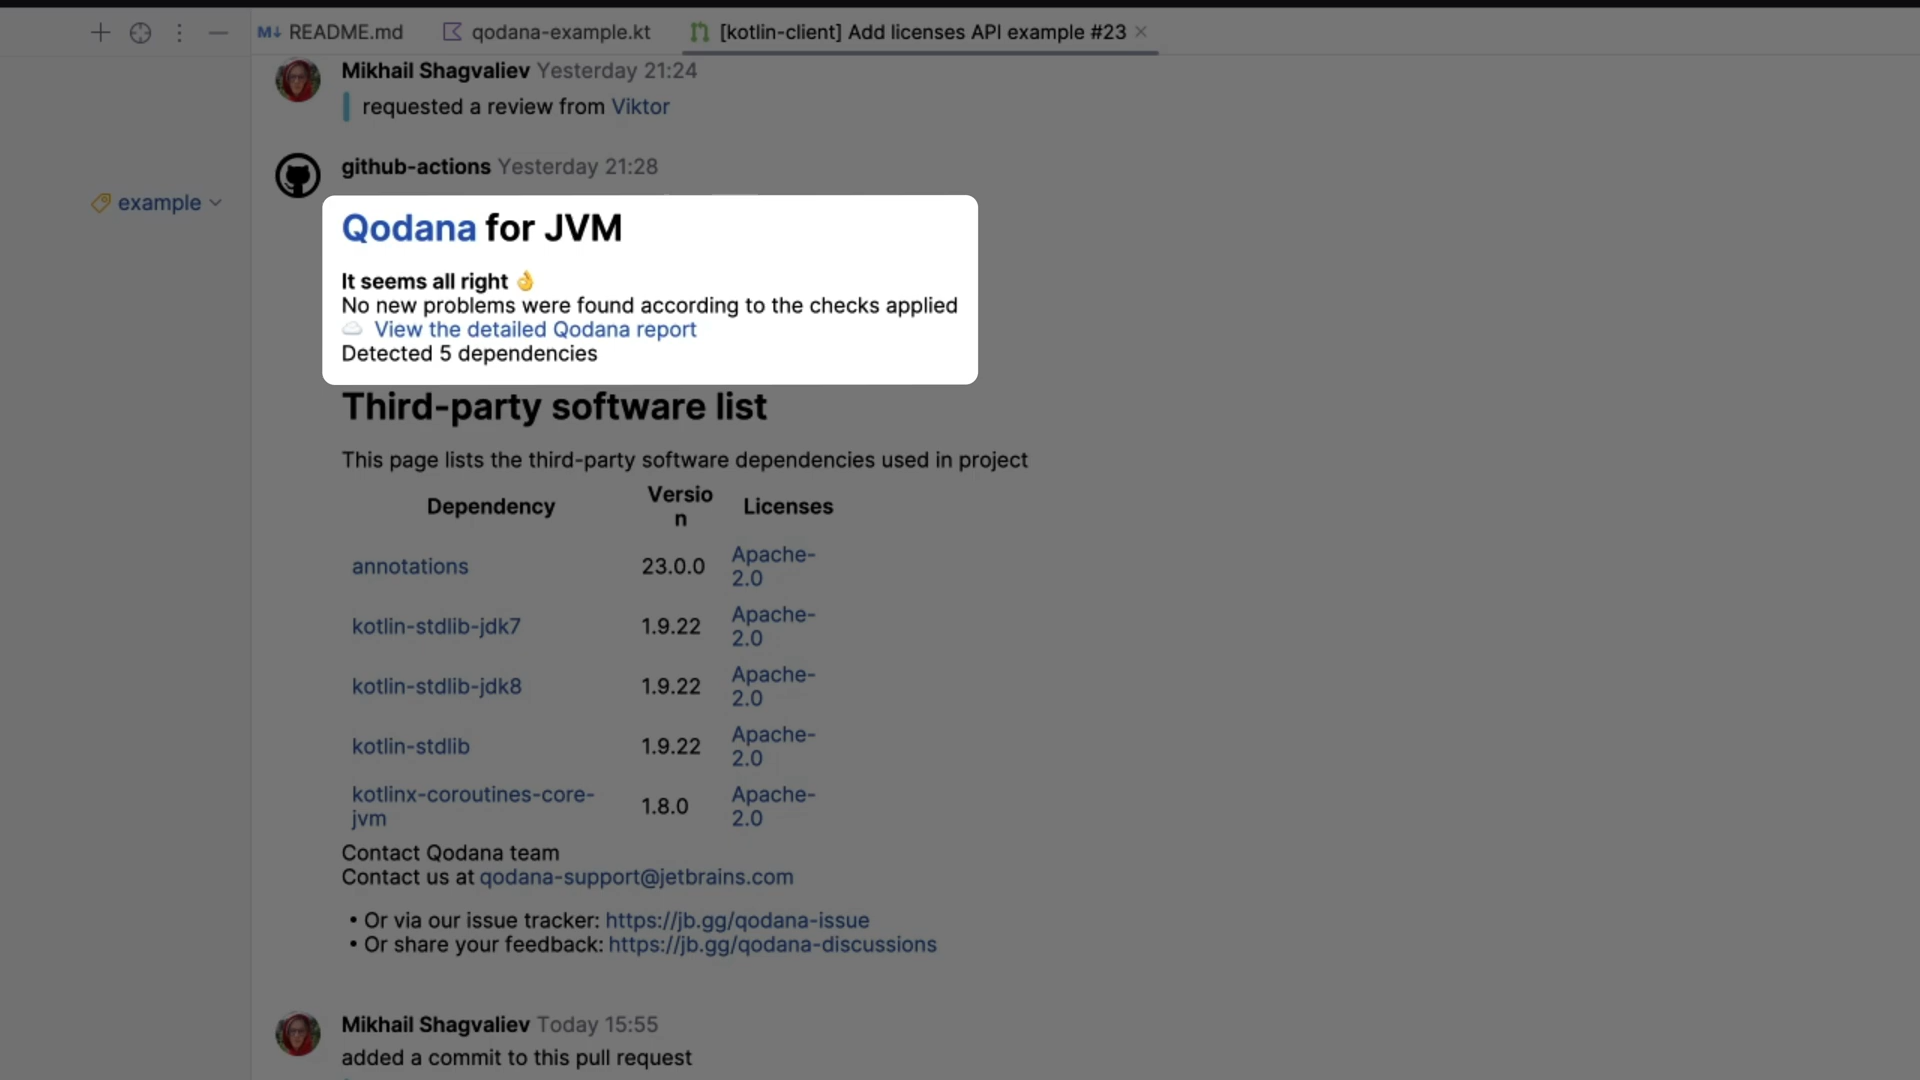 README.md
qodana-example.kt
[kotlin-client] Add licenses API example #23
Mikhail Shagvaliev Yesterday 21:24
requested a review from Viktor
github-actions Yesterday 21:28
example
Qodana for JVM
It seems all right 👌
No new problems were found according to the checks applied
☁️ View the detailed Qodana report
Detected 5 dependencies
Third-party software list
This page lists the third-party software dependencies used in project
Dependency Versio
n Licenses
annotations 23.0.0 Apache-
2.0
kotlin-stdlib-jdk7 1.9.22 Apache-
2.0
kotlin-stdlib-jdk8 1.9.22 Apache-
2.0
kotlin-stdlib 1.9.22 Apache-
2.0
kotlinx-coroutines-core-
jvm 1.8.0 Apache-
2.0
Contact Qodana team
Contact us at qodana-support@jetbrains.com
• Or via our issue tracker: https://jb.gg/qodana-issue
• Or share your feedback: https://jb.gg/qodana-discussions
Mikhail Shagvaliev Today 15:55
added a commit to this pull request